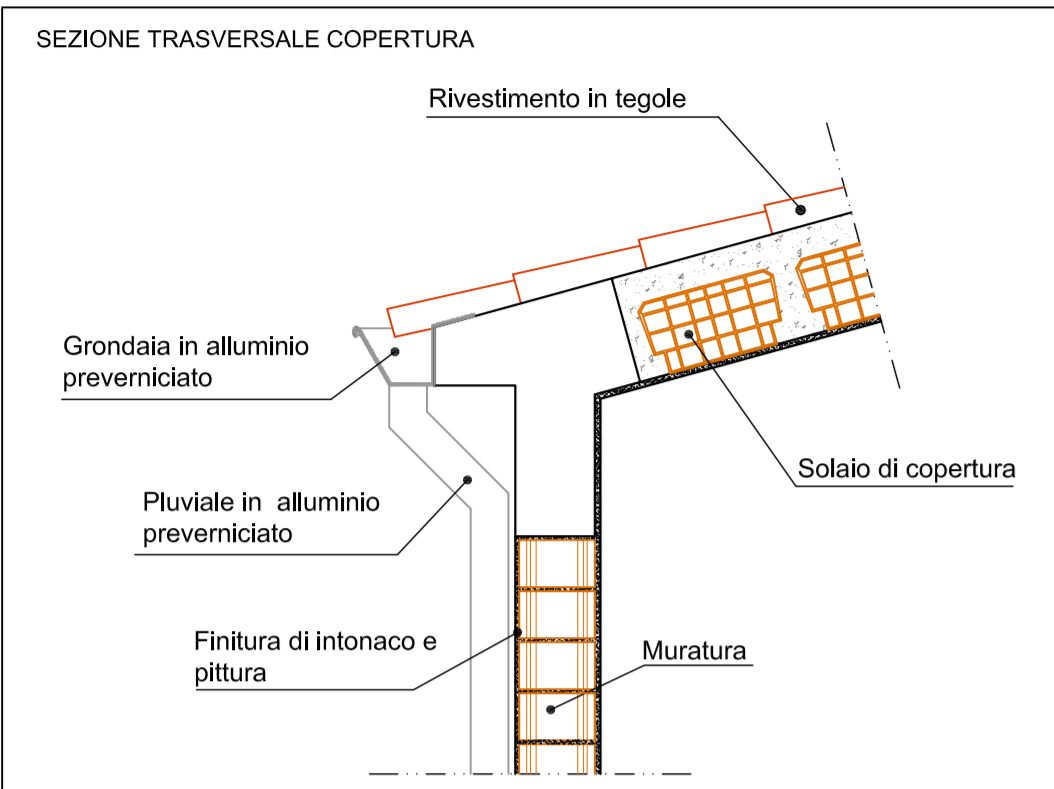 SEZIONE TRASVERSALE COPERTURA
Rivestimento in tegole
Grondaia in alluminio
preverniciato
Solaio di copertura
Pluviale in alluminio
preverniciato
Finitura di intonaco e
pittura
Muratura